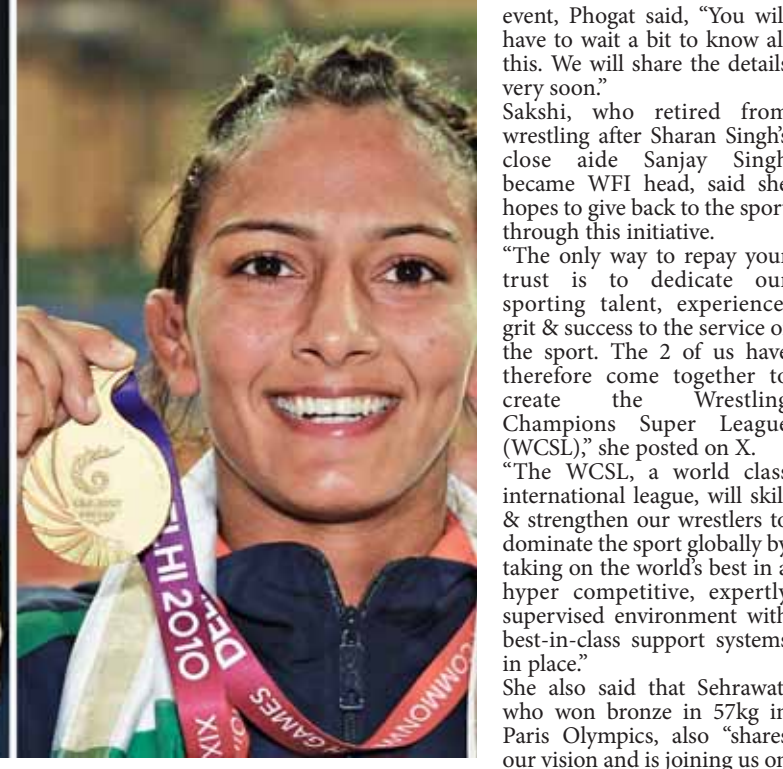 DELHI 2010
XIX
COMMONW
H GAMES
event, Phogat said, “You wil
have to wait a bit to know al
this. We will share the details
very soon.”
Sakshi, who retired from
wrestling after Sharan Singh’s
close aide Sanjay Singh
became WFI head, said she
hopes to give back to the sport
through this initiative.
“The only way to repay your
trust is to dedicate our
sporting talent, experience,
grit & success to the service o
the sport. The 2 of us have
therefore come together to
create the Wrestling
Champions Super League
(WCSL),” she posted on X.
“The WCSL, a world class
international league, will skil
& strengthen our wrestlers to
dominate the sport globally by
taking on the world’s best in a
hyper competitive, expertly
supervised environment with
best-in-class support systems
in place.”
She also said that Sehrawat,
who won bronze in 57kg in
Paris Olympics, also “shares
our vision and is joining us on